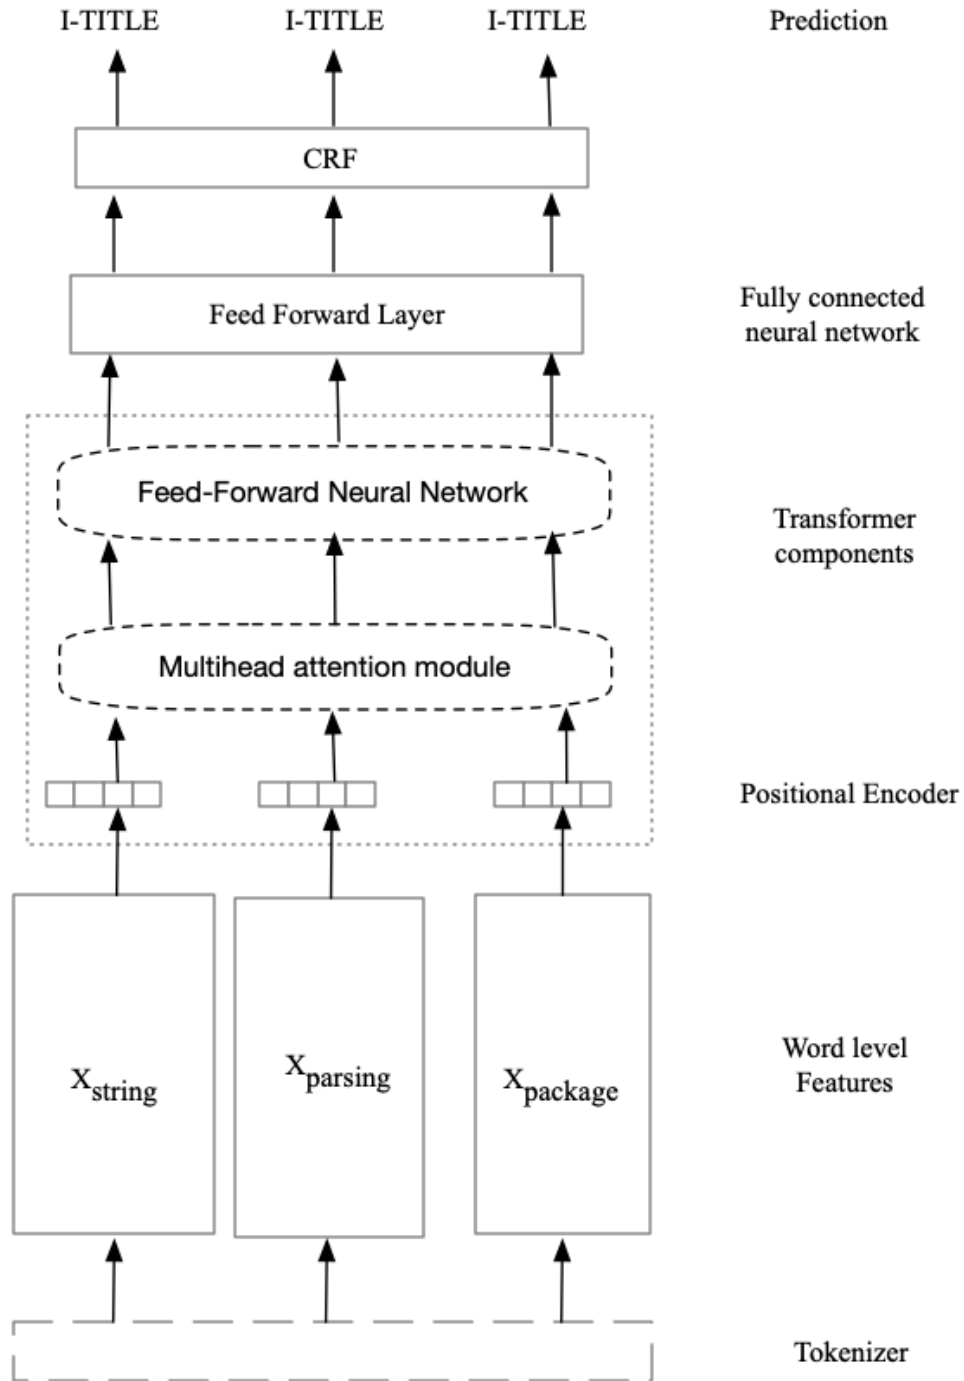 I-TITLE I-TITLE I-TITLE Prediction
CRF
Feed Forward Layer
Fully connected
neural network
Feed-Forward Neural Network
Transformer
components
Multihead attention module
Positional Encoder
Xstring Xparsing Xpackage
Word level
Features
Tokenizer